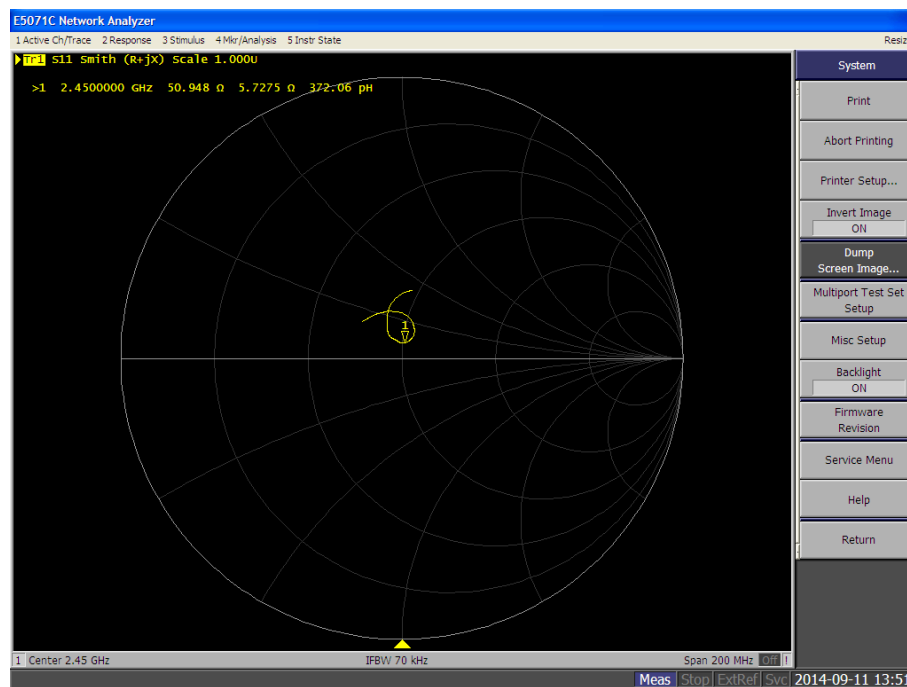 E5071C Network Analyzer
1 Active Ch/Trace 2 Response 3 Stimulus 4 Mkr/Analysis 5 Instr State
Resiz
Tr1 S11 Smith (R+jX) Scale 1.000U
>1 2.4500000 GHz 50.948 Ω 5.7275 Ω 372.06 pH
1
System
Print
Abort Printing
Printer Setup...
Invert Image
ON
Dump
Screen Image...
Multiport Test Set
Setup
Misc Setup
Backlight
ON
Firmware
Revision
Service Menu
Help
Return
1 Center 2.45 GHz IFBW 70 kHz Span 200 MHz Off !
Meas Stop ExtRef Svc 2014-09-11 13:51